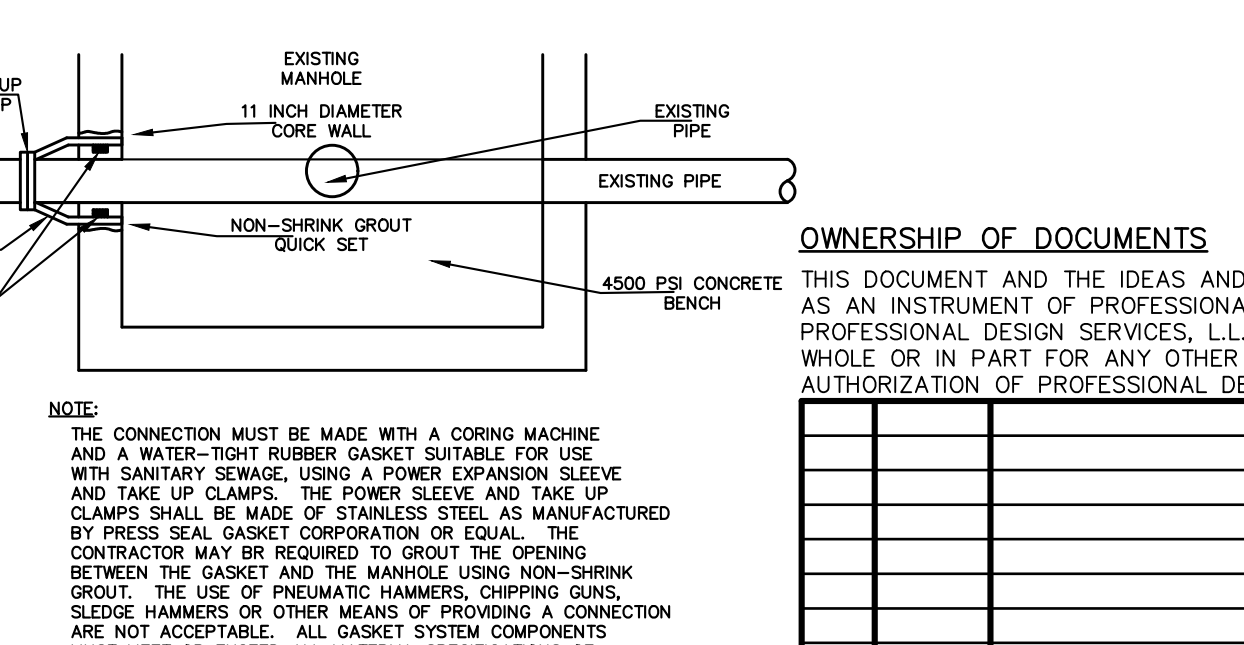 EXISTING
MANHOLE
UP
P
11 INCH DIAMETER
CORE WALL
EXISTING
PIPE
EXISTING PIPE
NON-SHRINK GROUT
QUICK SET
4500 PSI CONCRETE
BENCH
OWNERSHIP OF DOCUMENTS
THIS DOCUMENT AND THE IDEAS AND
AS AN INSTRUMENT OF PROFESSIONA
PROFESSIONAL DESIGN SERVICES, L.L.
WHOLE OR IN PART FOR ANY OTHER
AUTHORIZATION OF PROFESSIONAL DE
NOTE:
THE CONNECTION MUST BE MADE WITH A CORING MACHINE
AND A WATER-TIGHT RUBBER GASKET SUITABLE FOR USE
WITH SANITARY SEWAGE, USING A POWER EXPANSION SLEEVE
AND TAKE UP CLAMPS. THE POWER SLEEVE AND TAKE UP
CLAMPS SHALL BE MADE OF STAINLESS STEEL AS MANUFACTURED
BY PRESS SEAL GASKET CORPORATION OR EQUAL. THE
CONTRACTOR MAY BR REQUIRED TO GROUT THE OPENING
BETWEEN THE GASKET AND THE MANHOLE USING NON-SHRINK
GROUT. THE USE OF PNEUMATIC HAMMERS, CHIPPING GUNS,
SLEDGE HAMMERS OR OTHER MEANS OF PROVIDING A CONNECTION
ARE NOT ACCEPTABLE. ALL GASKET SYSTEM COMPONENTS